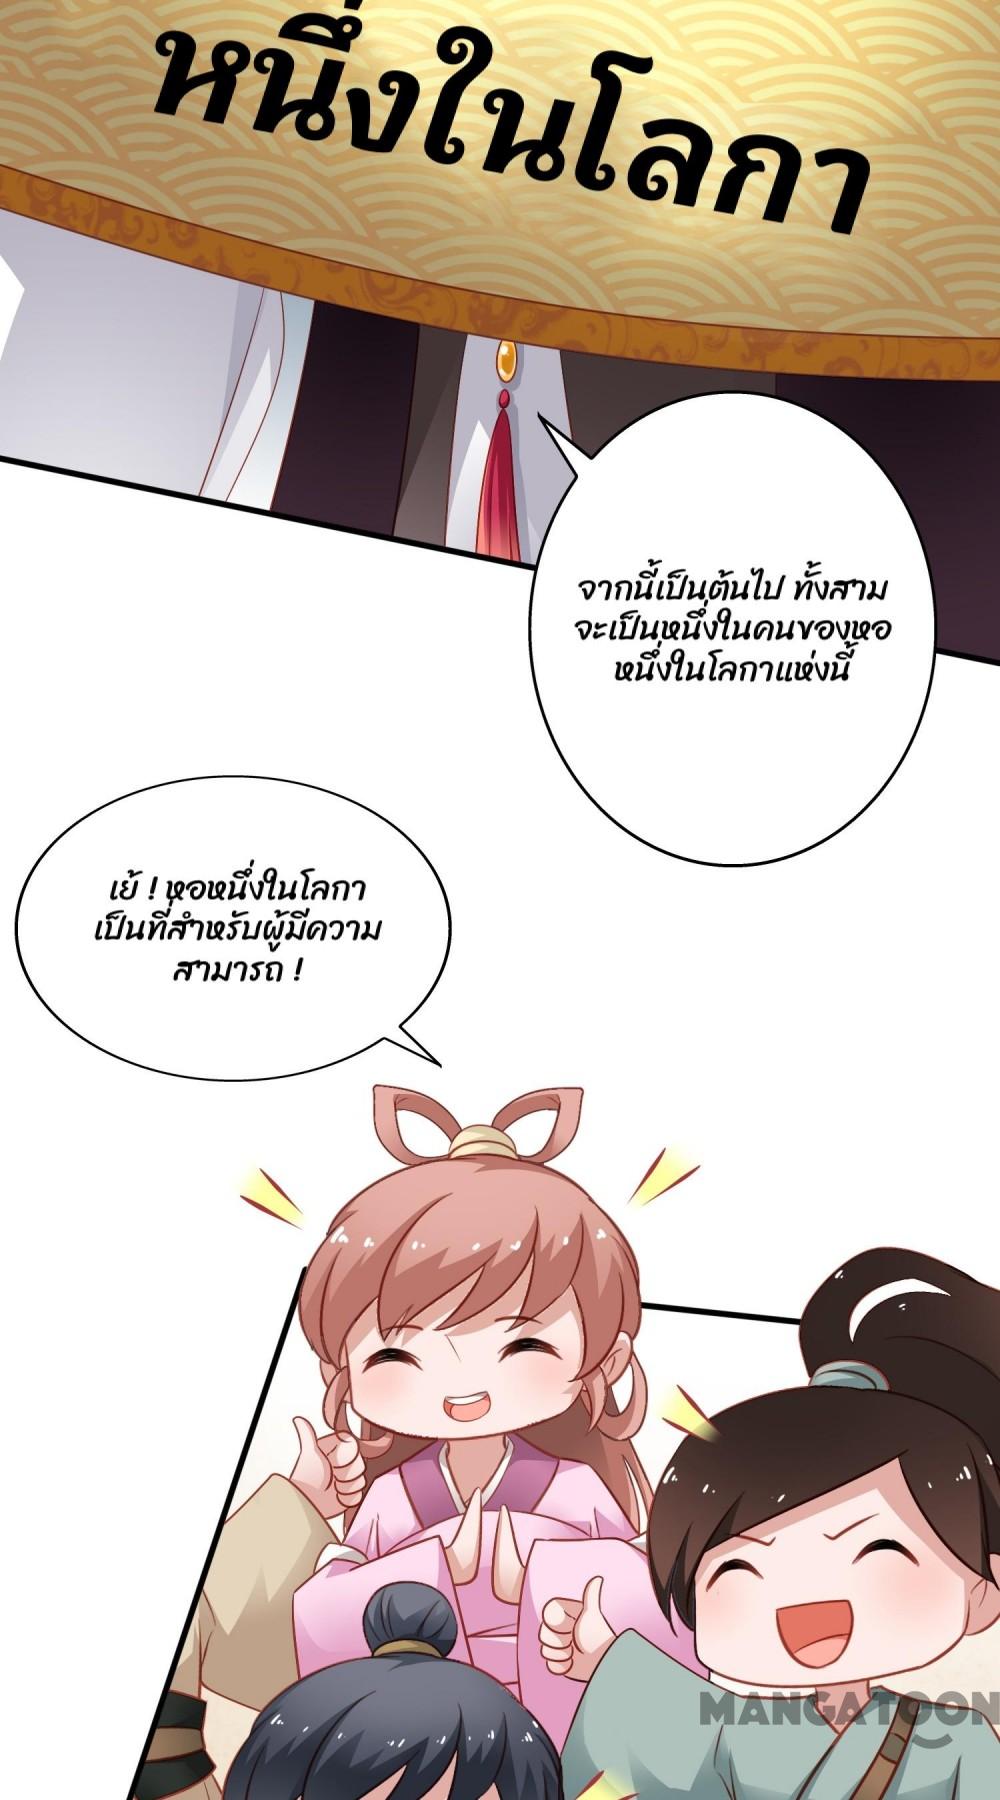 หนึ่งในโลกา
จากนี้เป็นต้นไป ทั้งสาม
จะเป็นหนึ่งในคนของหอ
หนึ่งในโลกาแห่งนี้
เย้ ! หอหนึ่งในโลกา
เป็นที่สำหรับผู้มีความ
สามารถ !
MANGATOON